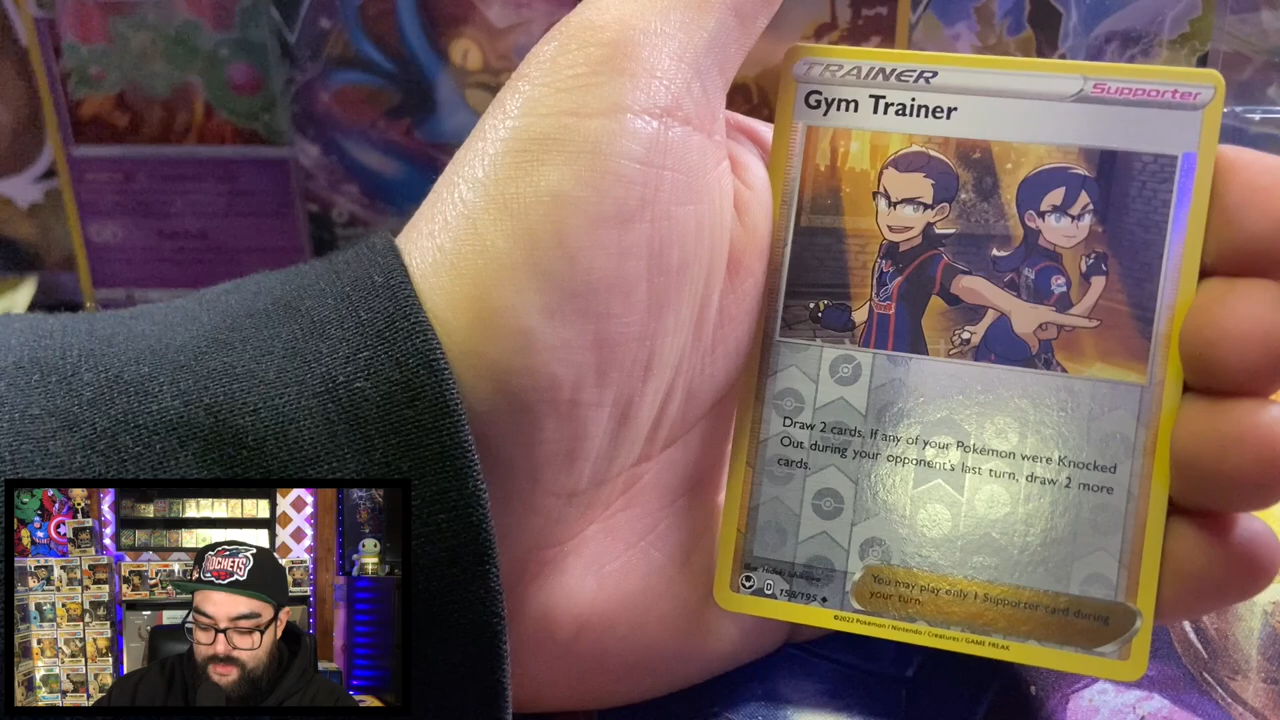 TRAINER
Supporter
Gym Trainer
Draw 2 cards. If any of your Pokémon were Knocked
Out during your opponent's last turn, draw 2 more
cards.
D 158/195
You may play only 1 Supporter card during
your turn.
©2022 Pokémon / Nintendo / Creatures / GAME FREAK
ROCKETS